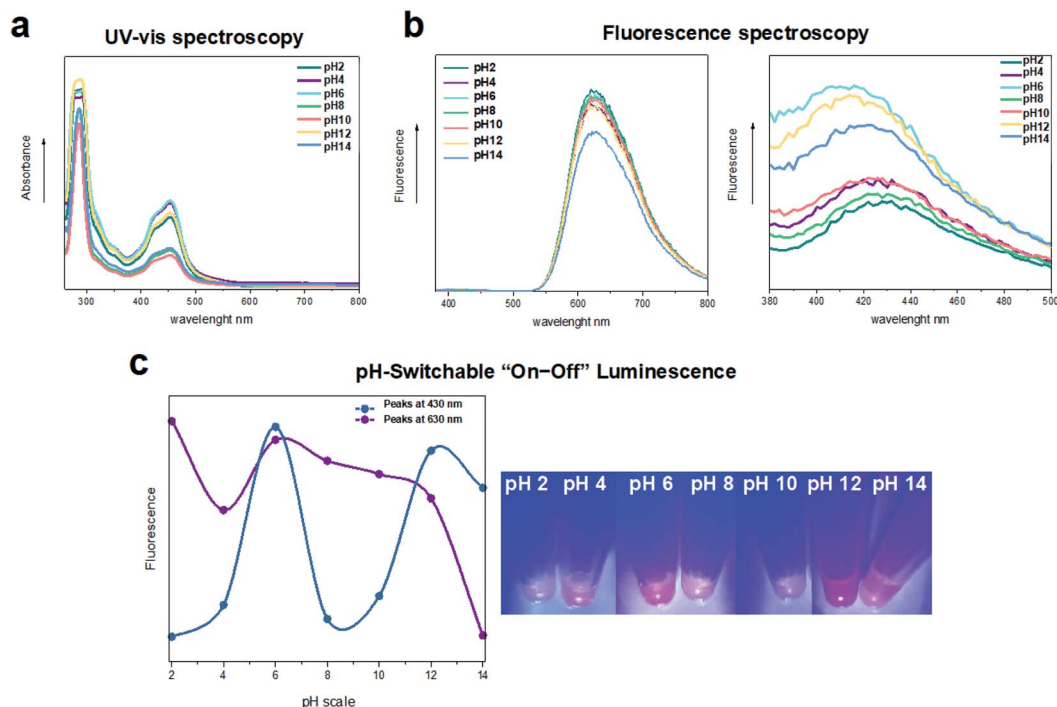 a
UV-vis spectroscopy
pH2
pH4
pH6
pH8
pH10
pH12
pH14
Absorbance
300 400 500 600 700 800
wavelenght nm
b
Fluorescence spectroscopy
pH2
pH4
pH6
pH8
pH10
pH12
pH14
Fluorescence
400 500 600 700 800
wavelenght nm
pH2
pH4
pH6
pH8
pH10
pH12
pH14
Fluorescence
380 400 420 440 460 480 500
wavelenght nm
c
pH-Switchable “On−Off” Luminescence
Peaks at 430 nm
Peaks at 630 nm
Fluorescence
2 4 6 8 10 12 14
pH scale
pH 2 pH 4 pH 6 pH 8 pH 10 pH 12 pH 14